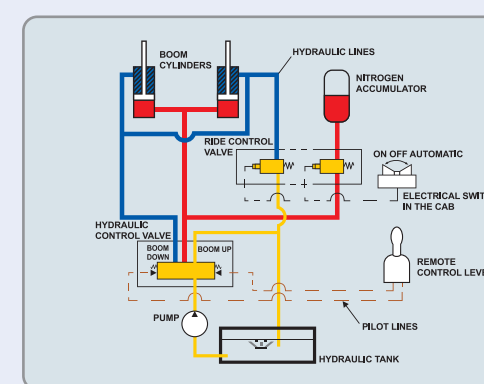 BOOM
CYLINDERS
HYDRAULIC LINES
NITROGEN
ACCUMULATOR
RIDE CONTROL
VALVE
ON OFF AUTOMATIC
ELECTRICAL SWIT
IN THE CAB
HYDRAULIC
CONTROL VALVE
BOOM
DOWN
BOOM UP
REMOTE
CONTROL LEVE
PUMP
PILOT LINES
HYDRAULIC TANK